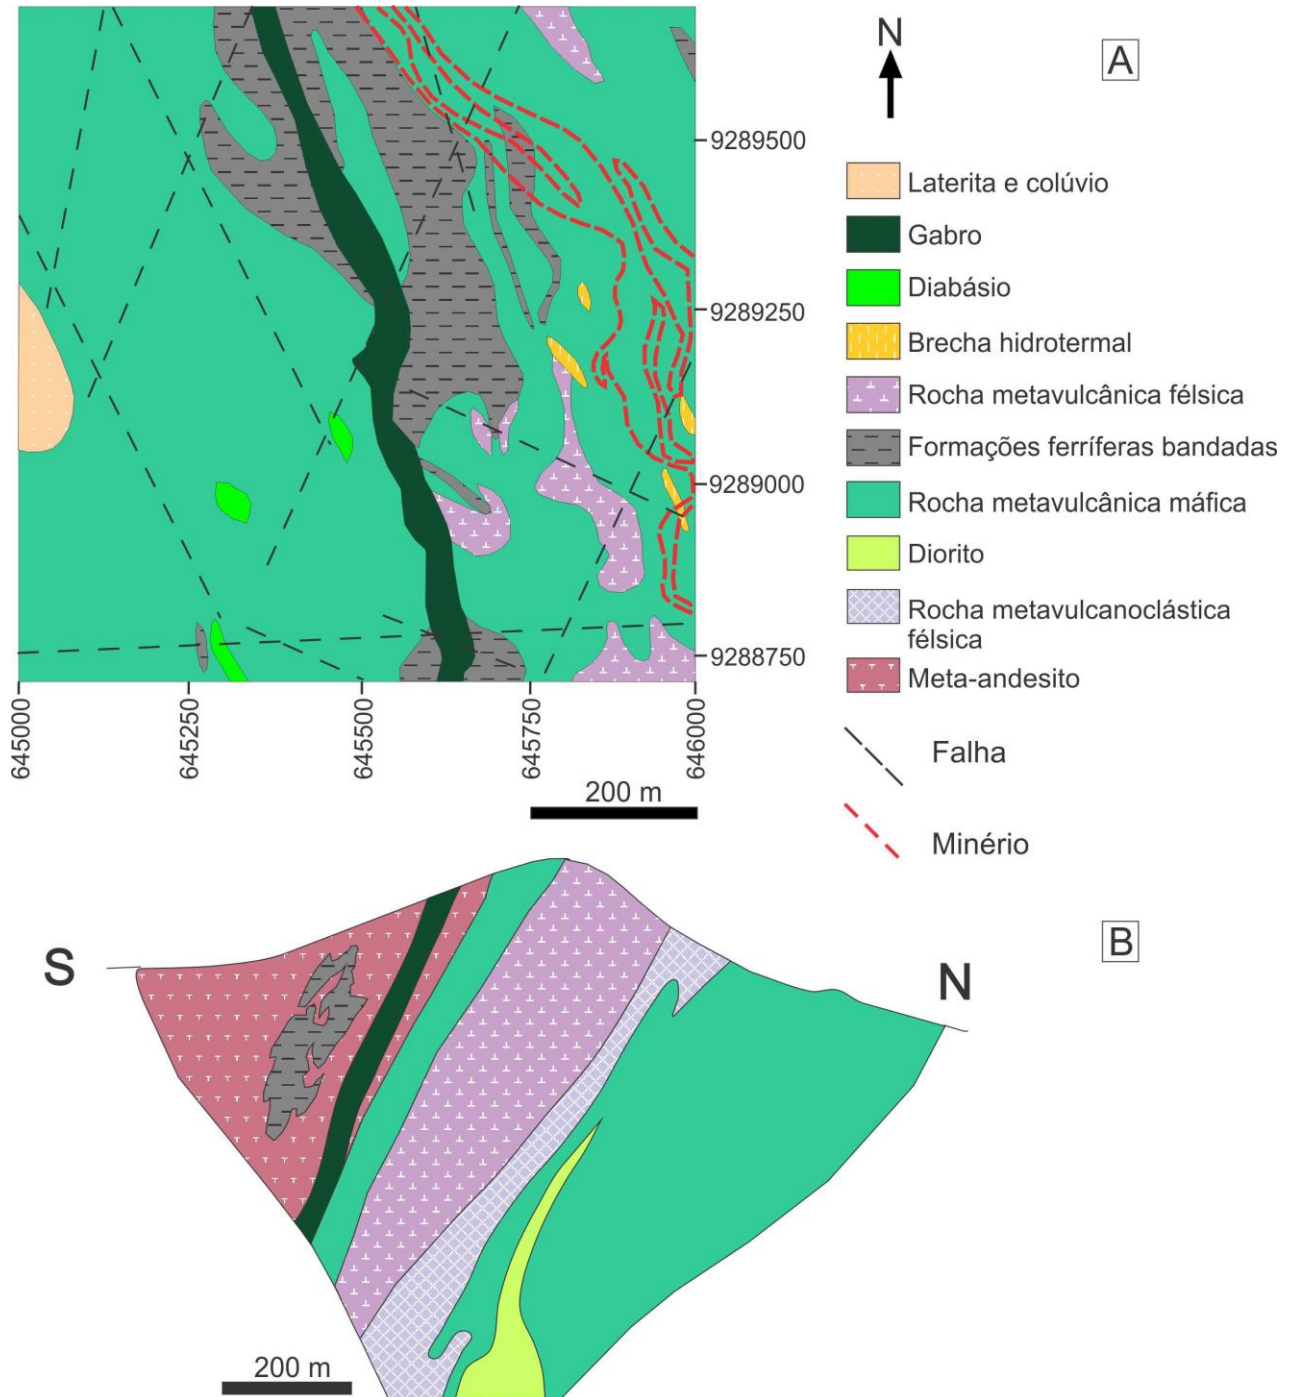 N
A
9289500
9289250
9289000
9288750
645000
645250
645500
645750
646000
200 m
Laterita e colúvio
Gabro
Diabásio
Brecha hidrotermal
Rocha metavulcânica félsica
Formações ferríferas bandadas
Rocha metavulcânica máfica
Diorito
Rocha metavulcanoclástica
félsica
Meta-andesito
Falha
Minério
B
S
N
200 m